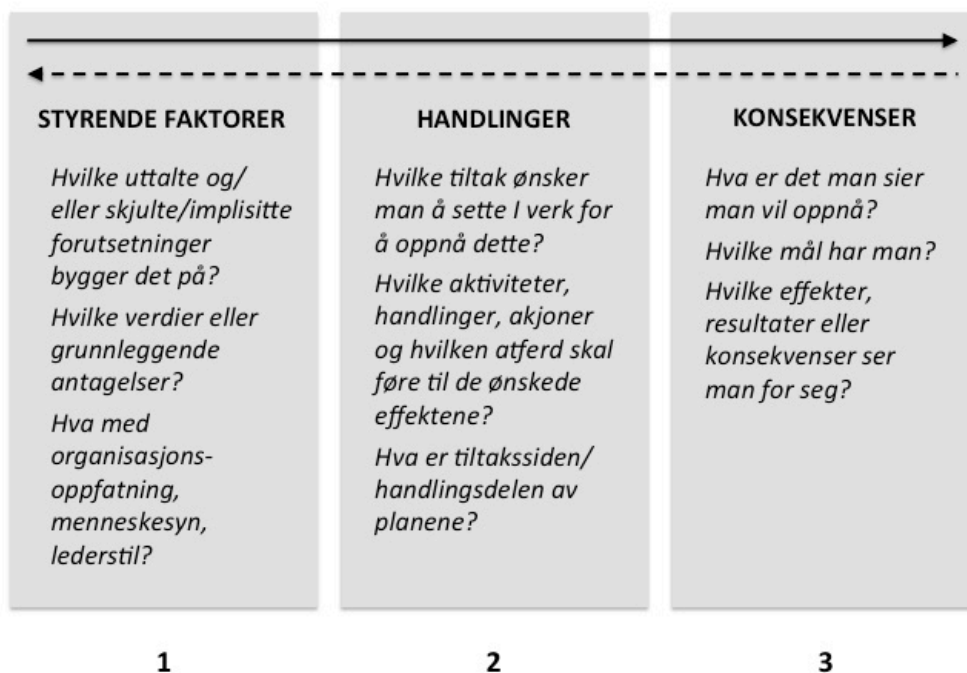 STYRENDE FAKTORER
Hvilke uttalte og/
eller skjulte/implisitte
forutsetninger
bygger det på?
Hvilke verdier eller
grunnleggende
antagelser?
Hva med
organisasjons-
oppfatning,
menneskesyn,
lederstil?
1
HANDLINGER
Hvilke tiltak ønsker
man å sette I verk for
å oppnå dette?
Hvilke aktiviteter,
handlinger, akjoner
og hvilken atferd skal
føre til de ønskede
effektene?
Hva er tiltakssiden/
handlingsdelen av
planene?
2
KONSEKVENSER
Hva er det man sier
man vil oppnå?
Hvilke mål har man?
Hvilke effekter,
resultater eller
konsekvenser ser
man for seg?
3